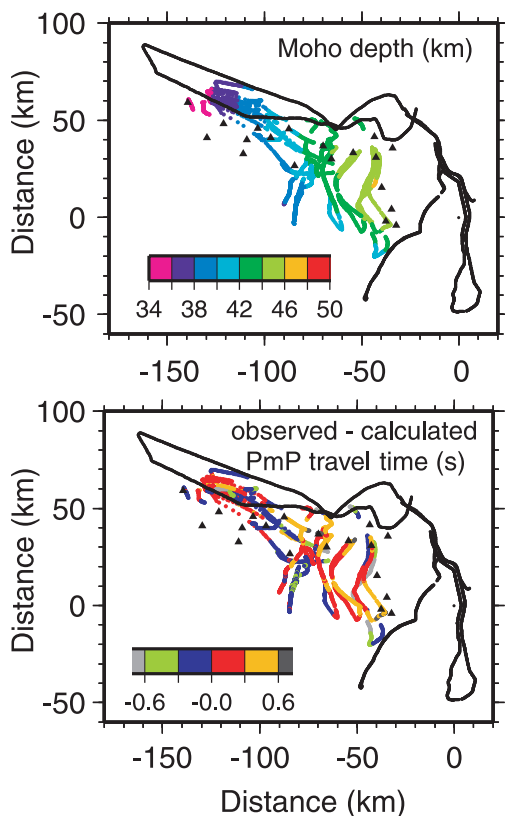 100
Moho depth (km)
50
Distance (km)
0
34 38 42 46 50
-50
-150 -100 -50 0
100
observed - calculated
PmP travel time (s)
50
Distance (km)
0
-0.6 -0.0 0.6
-50
-150 -100 -50 0
Distance (km)